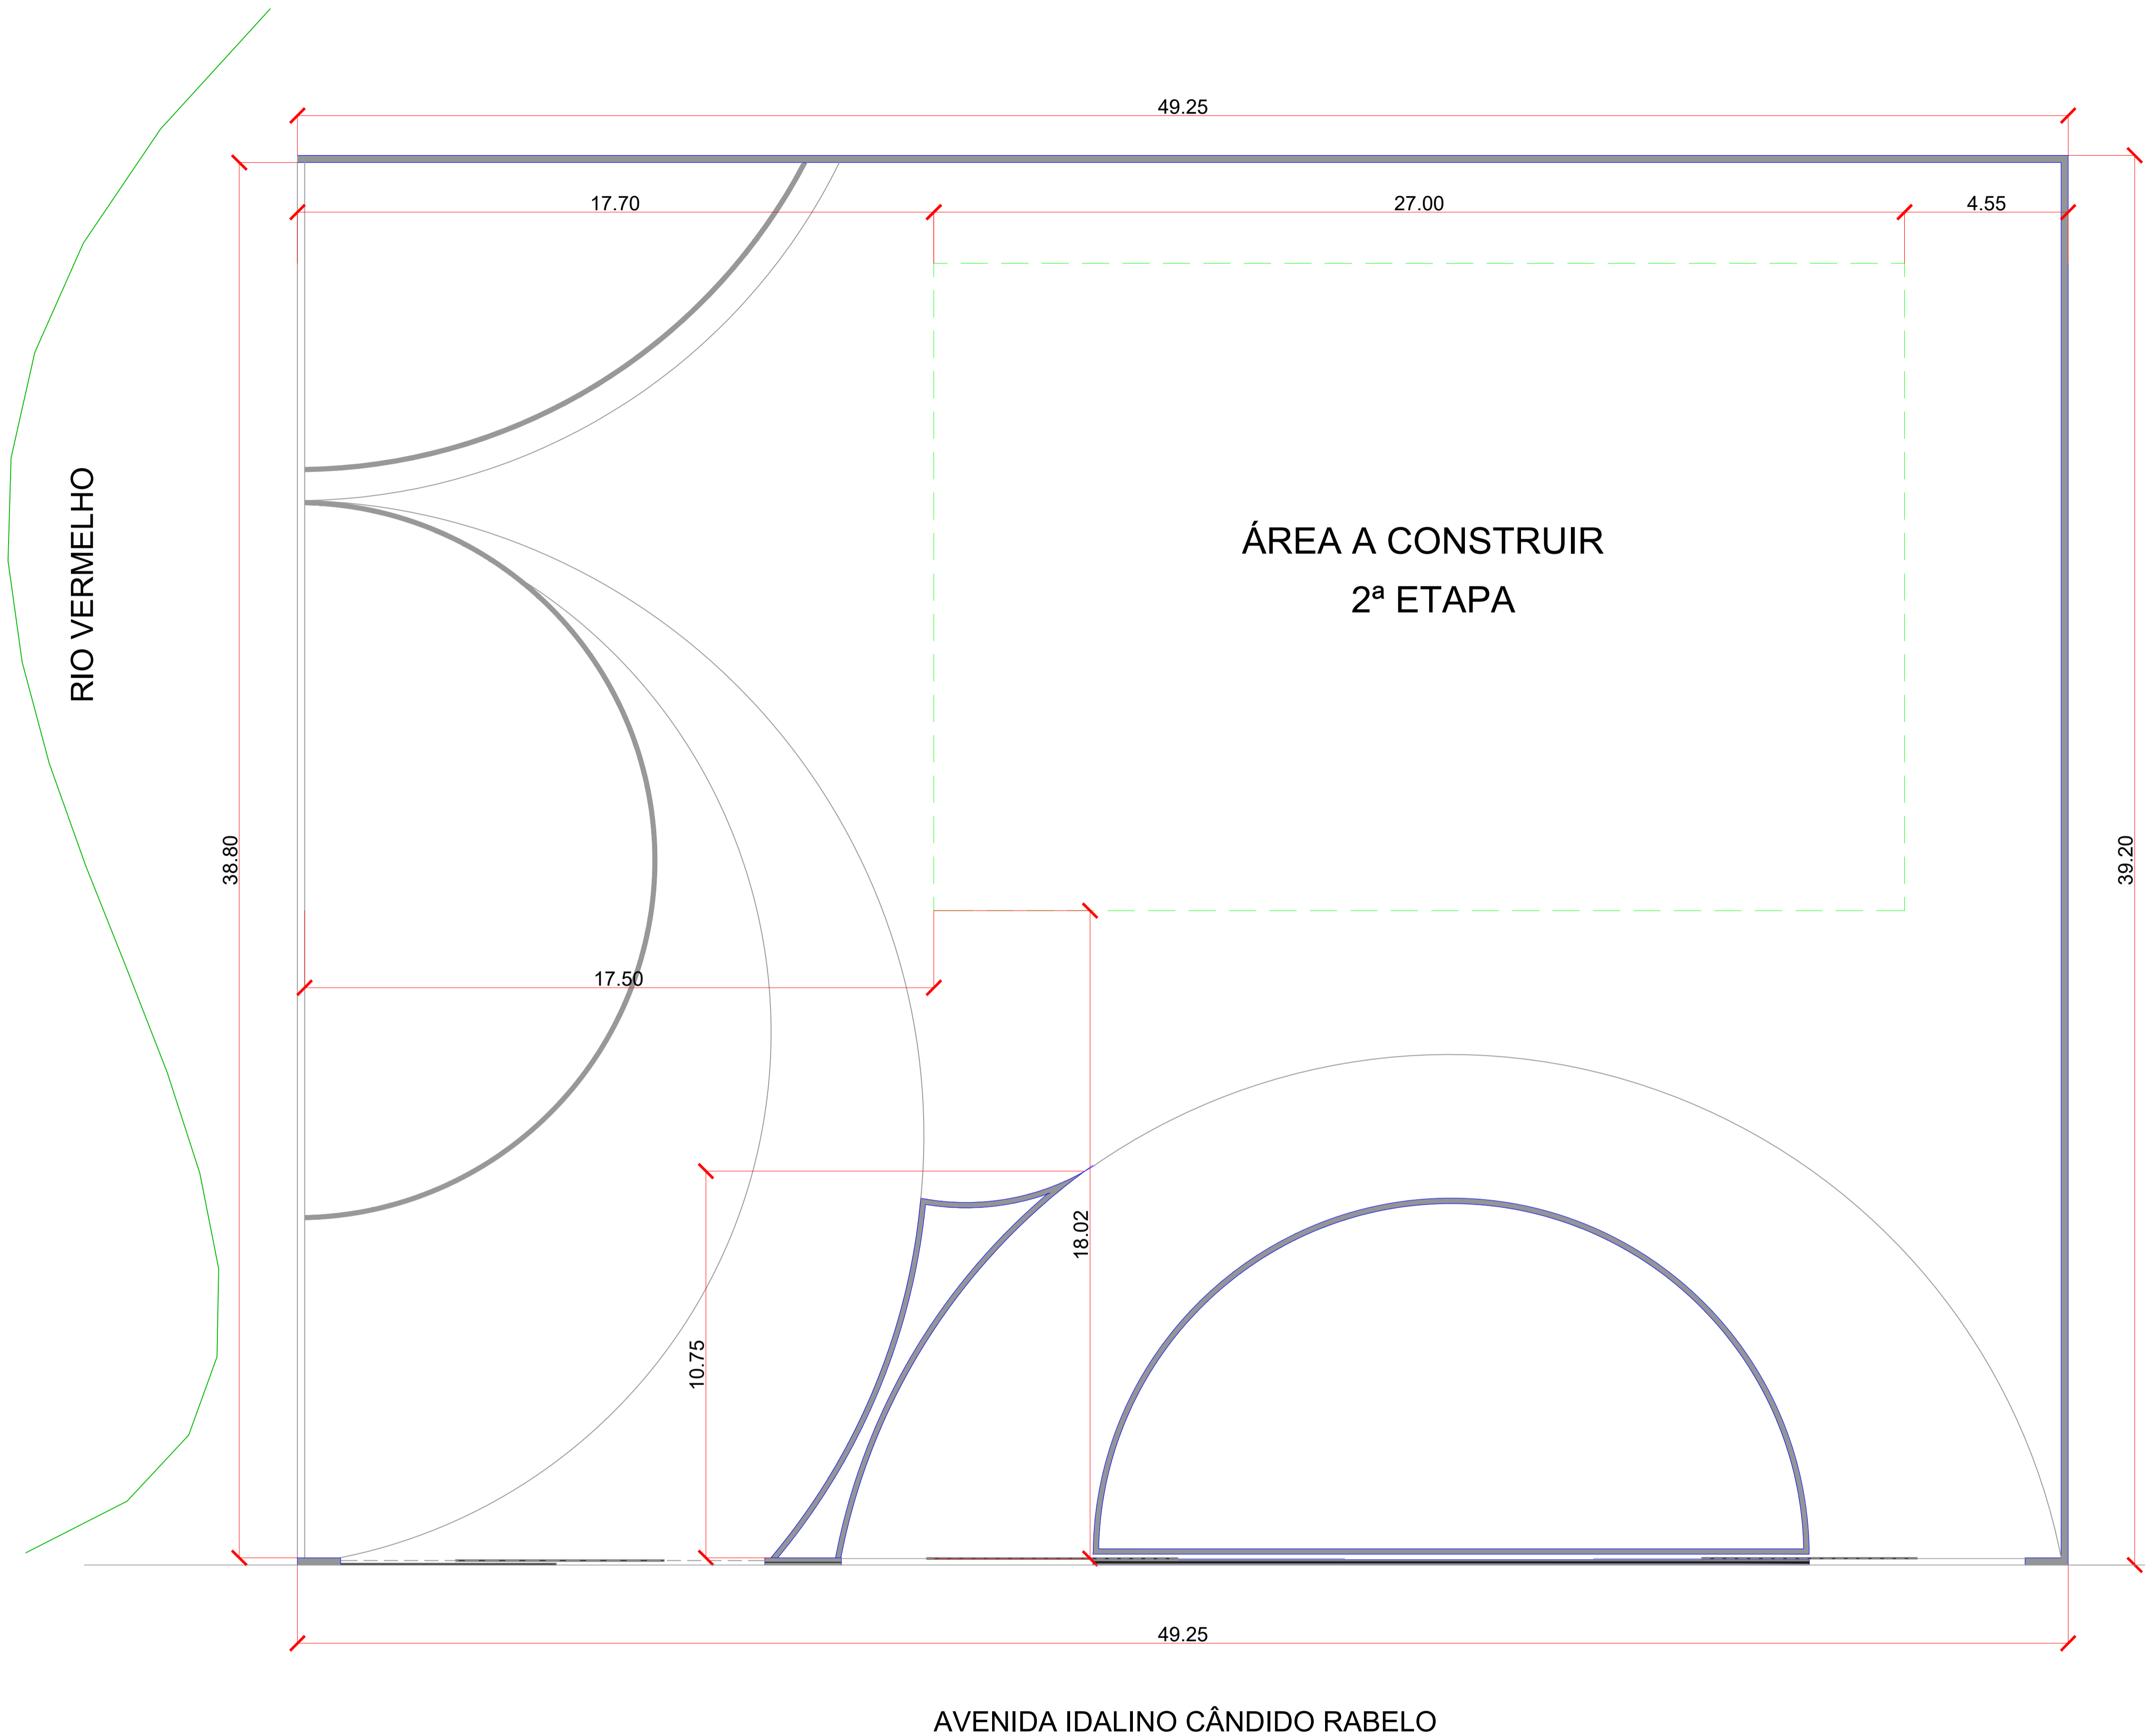 49.25
17.70
27.00
4.55
ÁREA A CONSTRUIR
2ª ETAPA
RIO VERMELHO
38.80
39.20
17.50
18.02
10.75
49.25
AVENIDA IDALINO CÂNDIDO RABELO